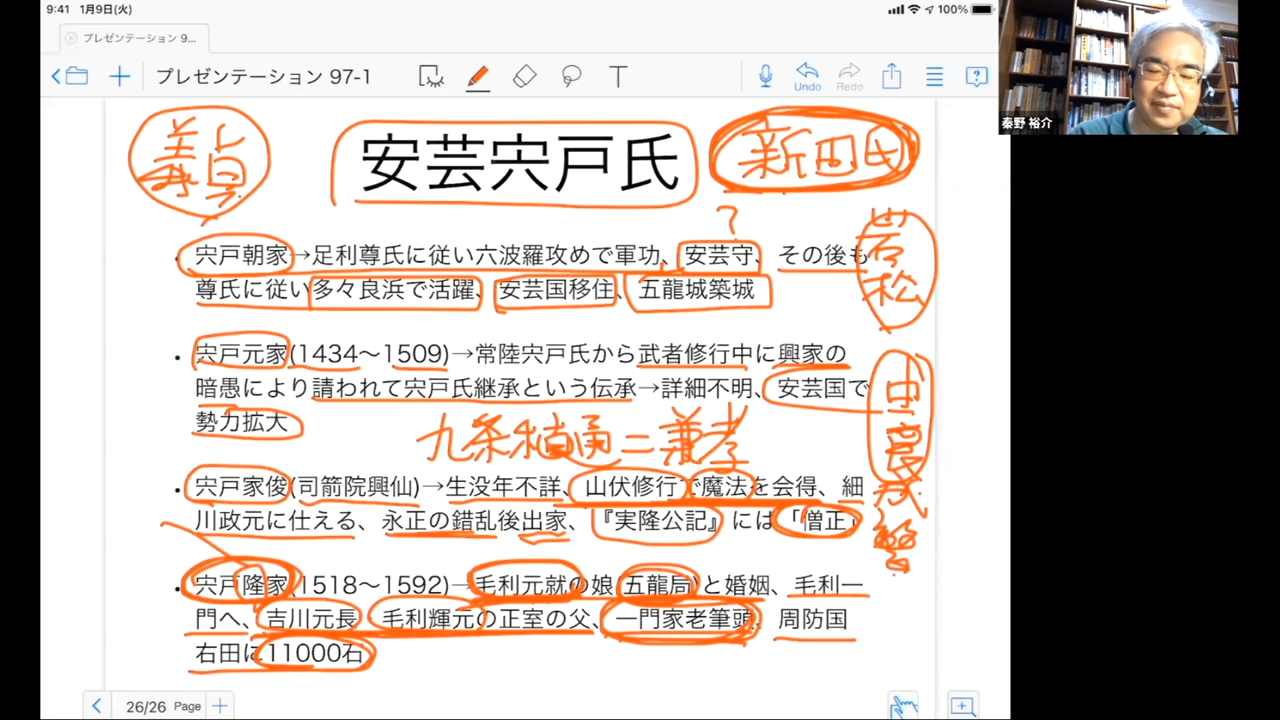 9:41 1月9日(火)
100%
プレゼンテーション 9...
プレゼンテーション 97-1
Undo
Redo
秦野 裕介
義貞
安芸宍戸氏
新田氏
?
岩松
・宍戸朝家→足利尊氏に従い六波羅攻めで軍功、安芸守、その後も
尊氏に従い多々良浜で活躍、安芸国移住、五龍城築城
・宍戸元家(1434〜1509)→常陸宍戸氏から武者修行中に興家の
暗愚により請われて宍戸氏継承という伝承→詳細不明、安芸国で
勢力拡大
九条稙通=兼孝
・宍戸家俊(司箭院興仙)→生没年不詳、山伏修行で魔法を会得、細
川政元に仕える、永正の錯乱後出家、『実隆公記』には「僧正」
・宍戸隆家(1518〜1592)→毛利元就の娘(五龍局)と婚姻、毛利一
門へ、吉川元長、毛利輝元の正室の父、一門家老筆頭、周防国
右田に11000石
26/26 Page